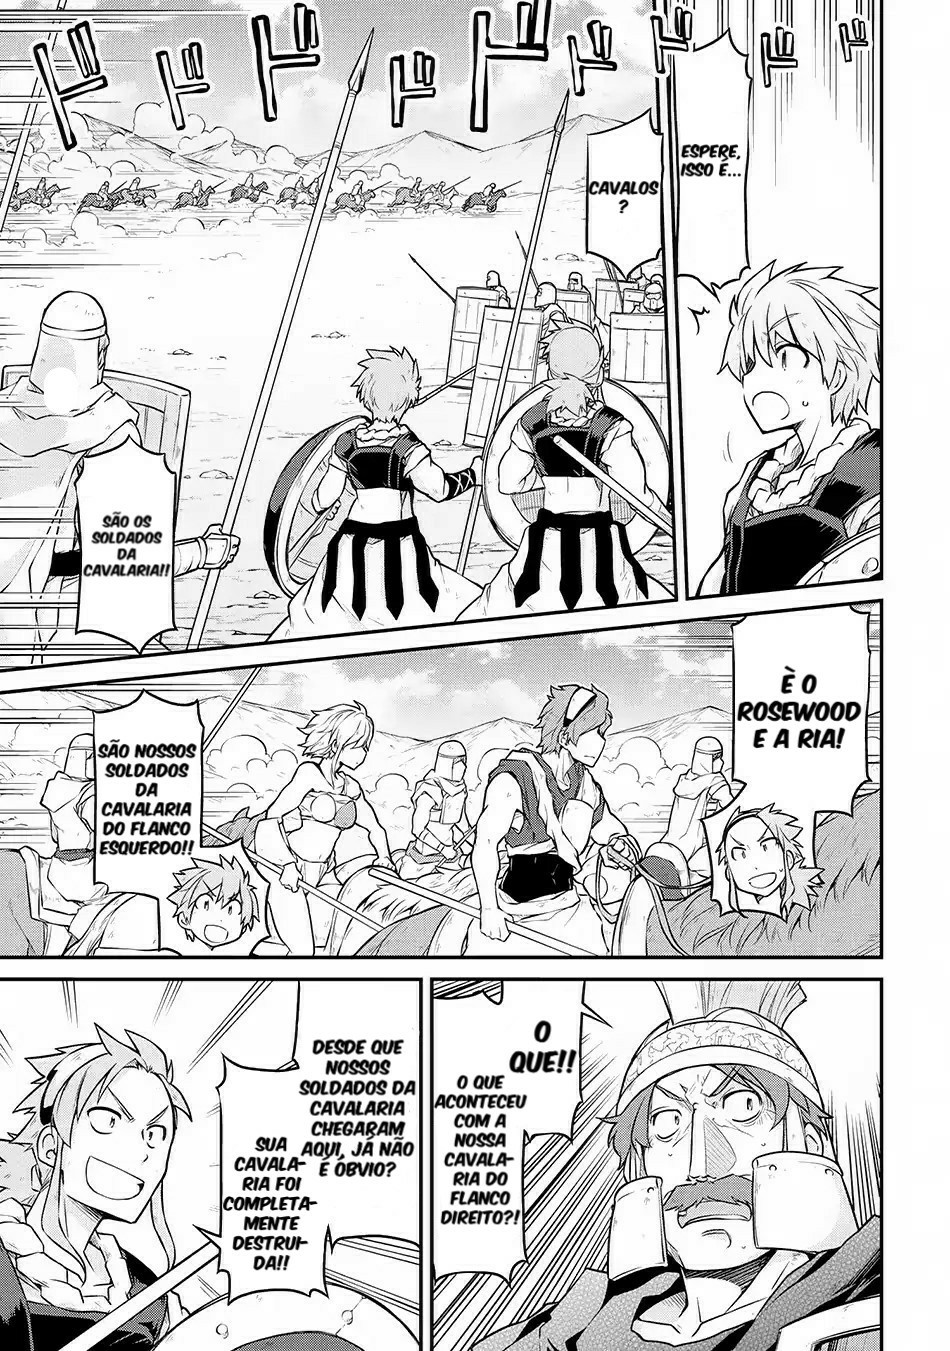 ド ド ド ド ド ド ド ド
ESPERE,
ISSO É...
CAVALOS
?
SÃO OS
SOLDADOS
DA
CAVALARIA!!
È O
ROSEWOOD
E A RIA!
SÃO NOSSOS
SOLDADOS
DA
CAVALARIA
DO FLANCO
ESQUERDO!!
O
QUE!!
O QUE
ACONTECEU
COM A
NOSSA
CAVALA-
RIA DO
FLANCO
DIREITO?!
DESDE QUE
NOSSOS
SOLDADOS DA
CAVALARIA
CHEGARAM
AQUI, JÁ NÃO
É ÓBVIO?
SUA
CAVALA-
RIA FOI
COMPLETA-
MENTE
DESTRUI-
DA!!